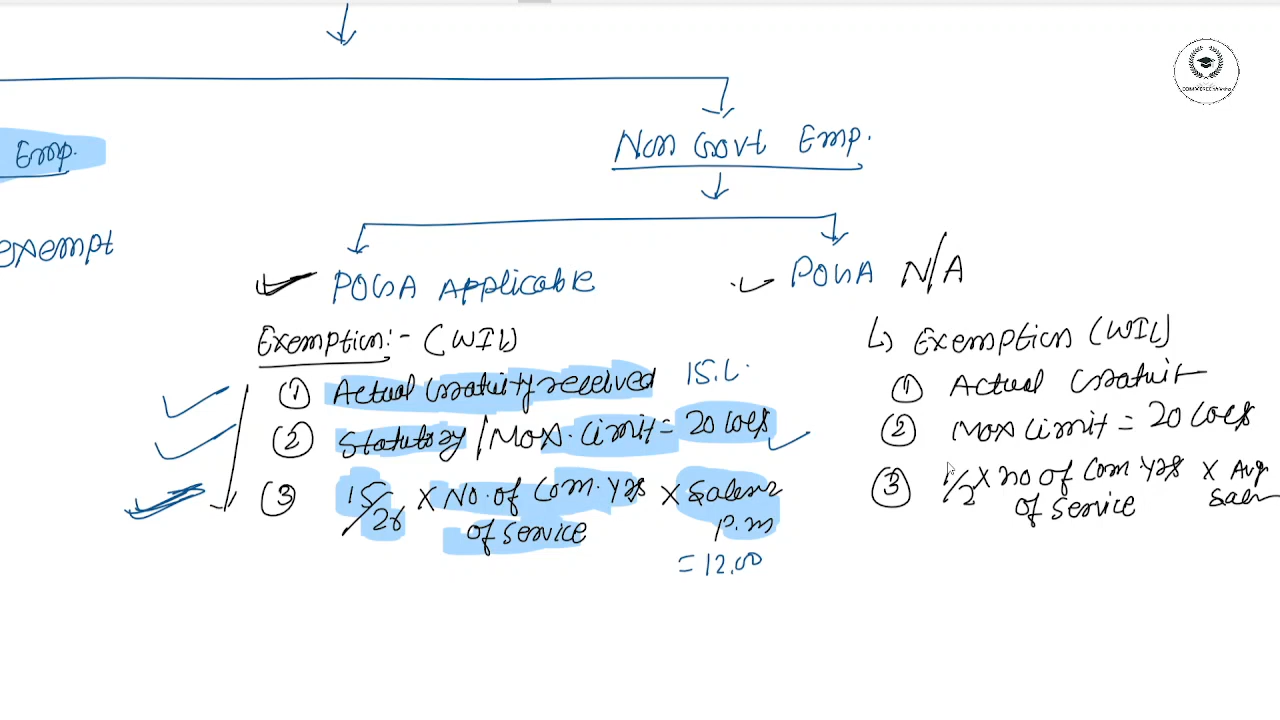 Non Govt Emp.
Emp.
exempt
POGA Applicable
POGA N/A
Exemption:- (WIL)
① Actual Gratuity received 15.L.
② Statutory / Max. Limit = 20 lacs
③ 15/26 × No. of Com. Yrs of Service × Salary p.m
= 12.00
↳ Exemption (WIL)
① Actual Gratuit
② Max Limit = 20 lacs
③ 1/2 × no of Com Yrs of Service × Avg Salar